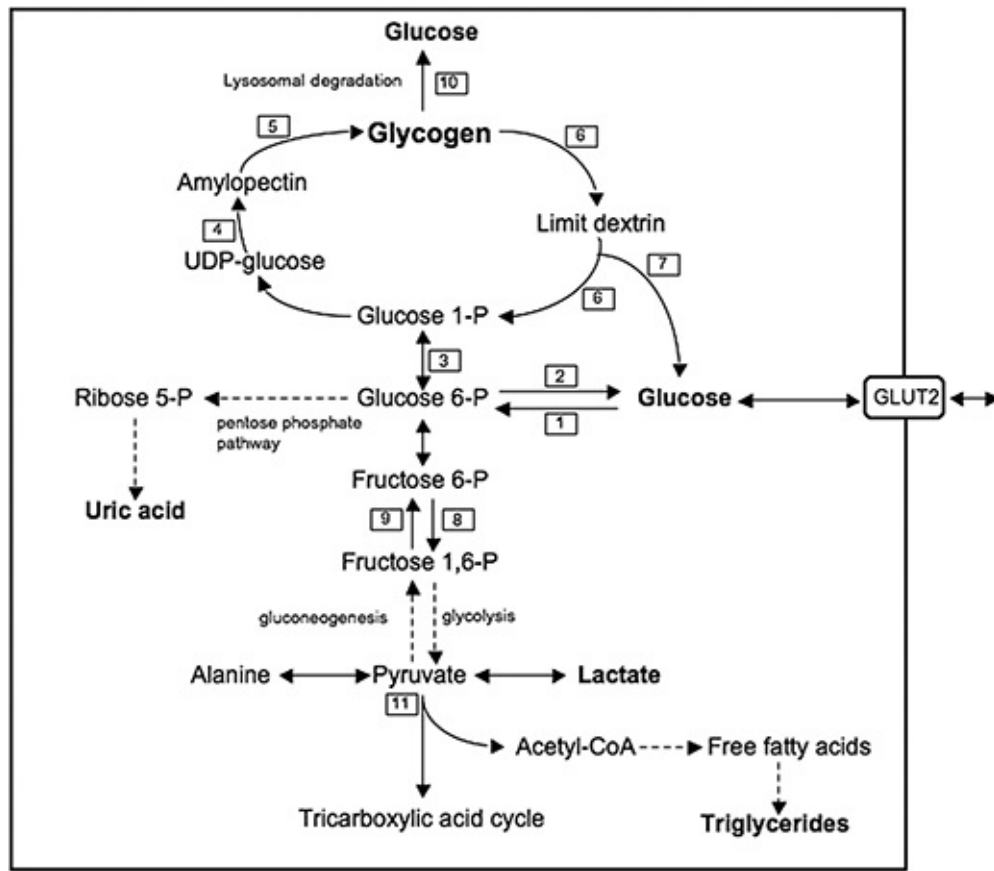 Glucose
Lysosomal degradation
10
5
Glycogen
6
Amylopectin
Limit dextrin
4
7
UDP-glucose
6
Glucose 1-P
3
Ribose 5-P
Glucose 6-P
2
1
Glucose
GLUT2
pentose phosphate
pathway
Fructose 6-P
Uric acid
9
8
Fructose 1,6-P
gluconeogenesis
glycolysis
Alanine
Pyruvate
Lactate
11
Acetyl-CoA
Free fatty acids
Tricarboxylic acid cycle
Triglycerides